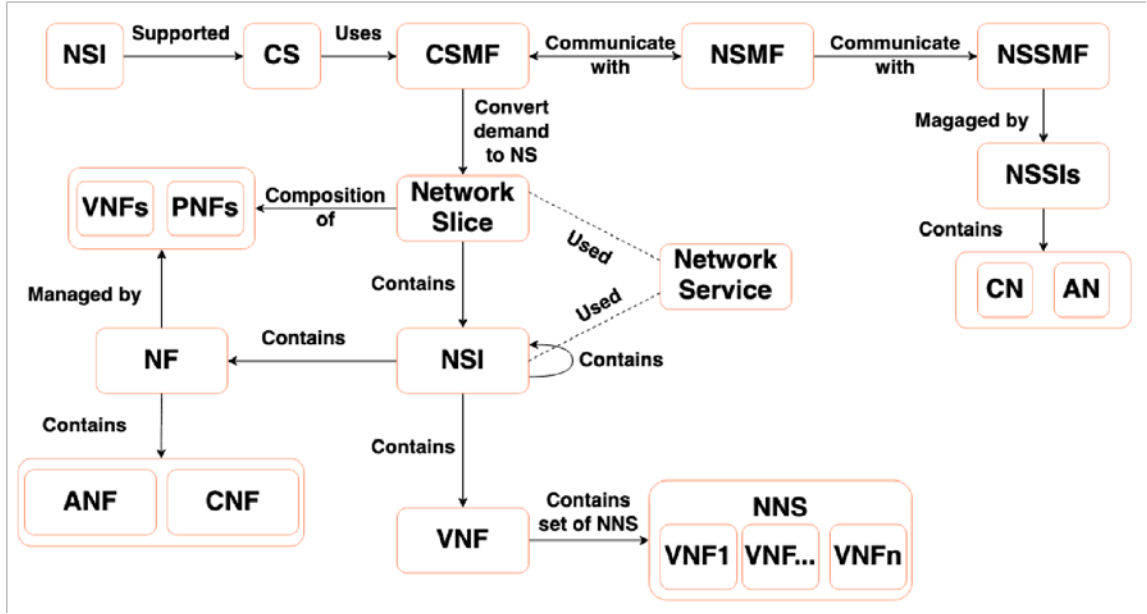 NSI
Supported
CS
Uses
CSMF
Communicate
with
NSMF
Communicate
with
NSSMF
Convert
demand
to NS
Magaged by
NSSIs
VNFs
PNFs
Composition
of
Network
Slice
Used
Network
Service
Contains
CN
AN
Managed by
Contains
Used
NF
Contains
NSI
Contains
Contains
ANF
CNF
Contains
VNF
Contains
set of NNS
NNS
VNF1
VNF...
VNFn